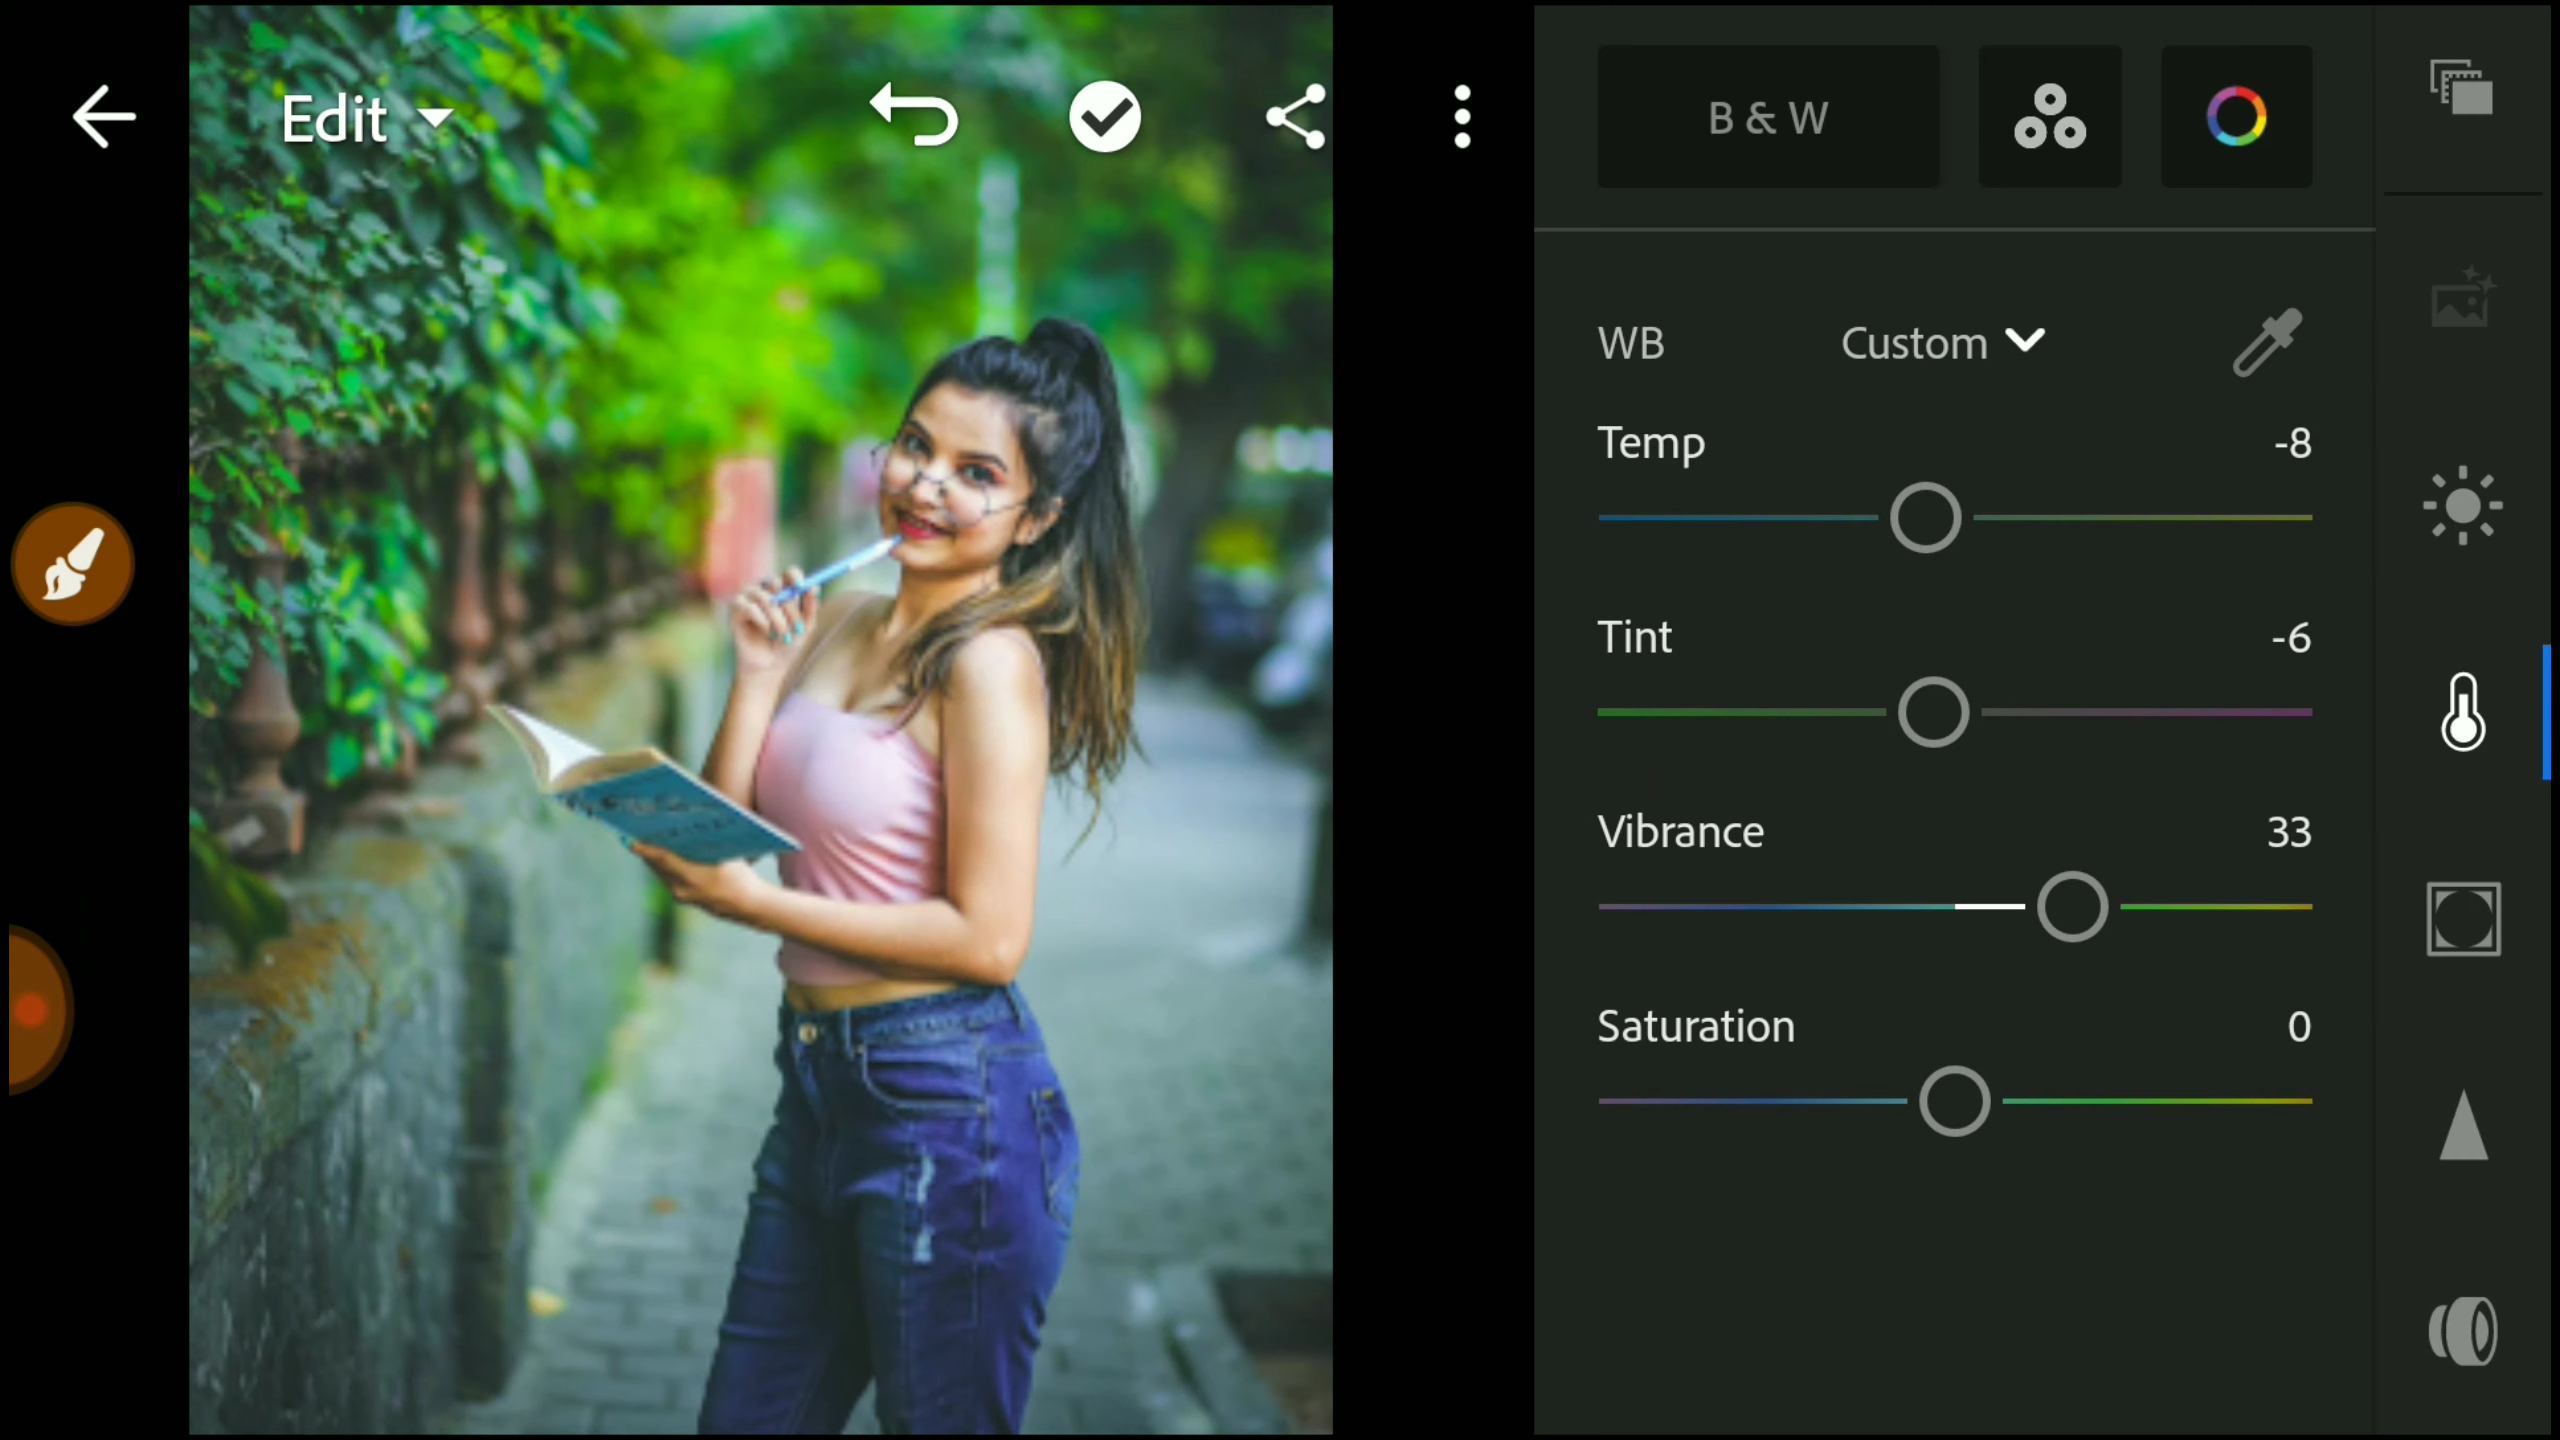 Edit
B & W
WB Custom
Temp -8
Tint -6
Vibrance 33
Saturation 0